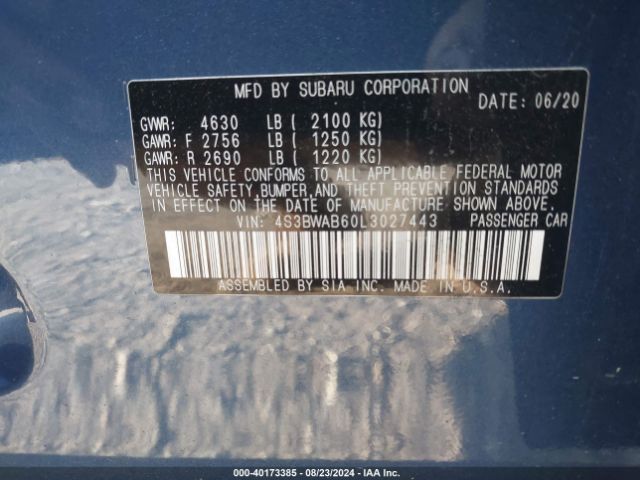 MFD BY SUBARU CORPORATION
DATE: 06/20
GVWR: 4630 LB ( 2100 KG)
GAWR: F 2756 LB ( 1250 KG)
GAWR: R 2690 LB ( 1220 KG)
THIS VEHICLE CONFORMS TO ALL APPLICABLE FEDERAL MOTOR
VEHICLE SAFETY,BUMPER,AND THEFT PREVENTION STANDARDS
IN EFFECT ON THE DATE OF MANUFACTURE SHOWN ABOVE.
VIN: 4S3BWAB60L3027443 PASSENGER CAR
ASSEMBLED BY SIA INC. MADE IN U.S.A.
000-40173385 - 08/23/2024 - IAA Inc.